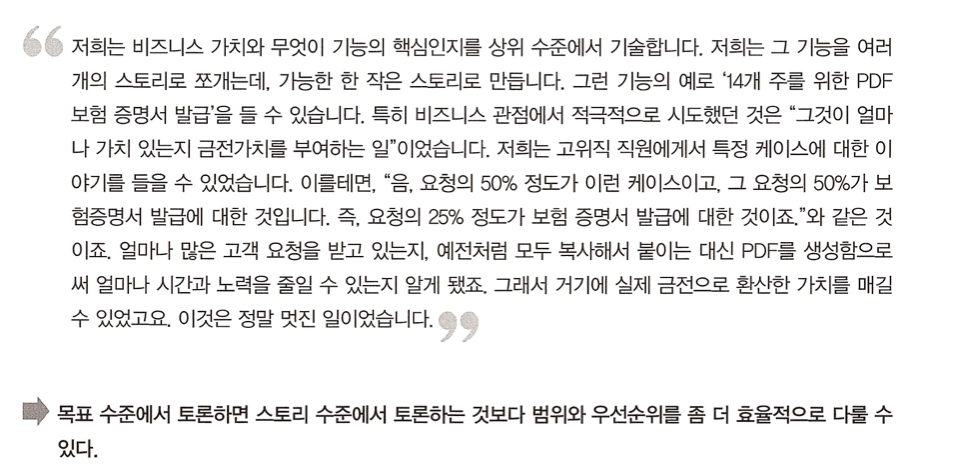 ❝ 저희는 비즈니스 가치와 무엇이 기능의 핵심인지를 상위 수준에서 기술합니다. 저희는 그 기능을 여러
개의 스토리로 쪼개는데, 가능한 한 작은 스토리로 만듭니다. 그런 기능의 예로 ‘14개 주를 위한 PDF
보험 증명서 발급’을 들 수 있습니다. 특히 비즈니스 관점에서 적극적으로 시도했던 것은 “그것이 얼마
나 가치 있는지 금전가치를 부여하는 일”이었습니다. 저희는 고위직 직원에게서 특정 케이스에 대한 이
야기를 들을 수 있었습니다. 이를테면, “음, 요청의 50% 정도가 이런 케이스이고, 그 요청의 50%가 보
험증명서 발급에 대한 것입니다. 즉, 요청의 25% 정도가 보험 증명서 발급에 대한 것이죠.”와 같은 것
이죠. 얼마나 많은 고객 요청을 받고 있는지, 예전처럼 모두 복사해서 붙이는 대신 PDF를 생성함으로
써 얼마나 시간과 노력을 줄일 수 있는지 알게 됐죠. 그래서 거기에 실제 금전으로 환산한 가치를 매길
수 있었고요. 이것은 정말 멋진 일이었습니다. ❞
목표 수준에서 토론하면 스토리 수준에서 토론하는 것보다 범위와 우선순위를 좀 더 효율적으로 다룰 수
있다.